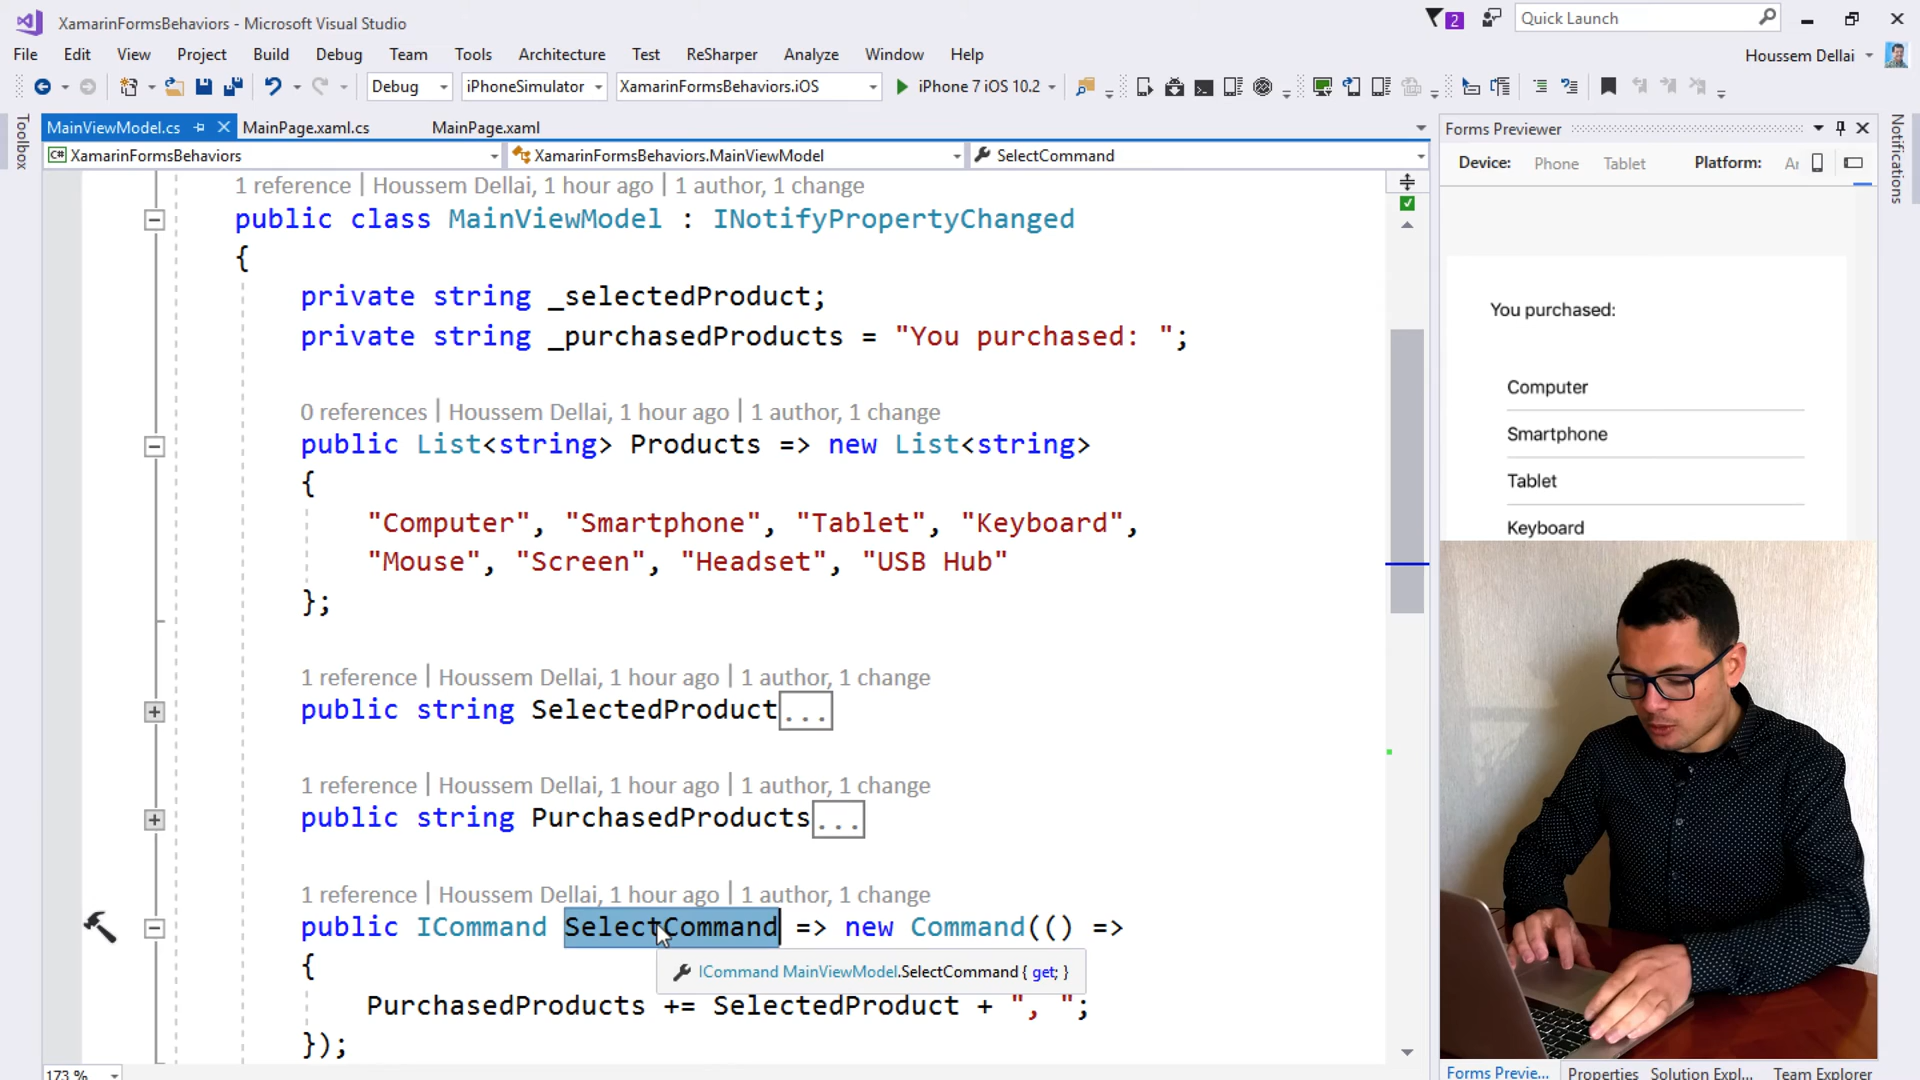 XamarinFormsBehaviors - Microsoft Visual Studio
2
Quick Launch
File Edit View Project Build Debug Team Tools Architecture Test ReSharper Analyze Window Help
Houssem Dellai
Debug iPhoneSimulator XamarinFormsBehaviors.iOS iPhone 7 iOS 10.2
Toolbox
MainViewModel.cs MainPage.xaml.cs MainPage.xaml
C# XamarinFormsBehaviors XamarinFormsBehaviors.MainViewModel SelectCommand
1 reference | Houssem Dellai, 1 hour ago | 1 author, 1 change
public class MainViewModel : INotifyPropertyChanged
{
private string _selectedProduct;
private string _purchasedProducts = "You purchased: ";
0 references | Houssem Dellai, 1 hour ago | 1 author, 1 change
public List<string> Products => new List<string>
{
"Computer", "Smartphone", "Tablet", "Keyboard",
"Mouse", "Screen", "Headset", "USB Hub"
};
1 reference | Houssem Dellai, 1 hour ago | 1 author, 1 change
public string SelectedProduct...
1 reference | Houssem Dellai, 1 hour ago | 1 author, 1 change
public string PurchasedProducts...
1 reference | Houssem Dellai, 1 hour ago | 1 author, 1 change
public ICommand SelectCommand => new Command(() =>
{
ICommand MainViewModel.SelectCommand { get; }
PurchasedProducts += SelectedProduct + ", ";
});
173 %
Forms Previewer
Device: Phone Tablet Platform: Ar
You purchased:
Computer
Smartphone
Tablet
Keyboard
Forms Previe... Properties Solution Expl... Team Explorer
Notifications